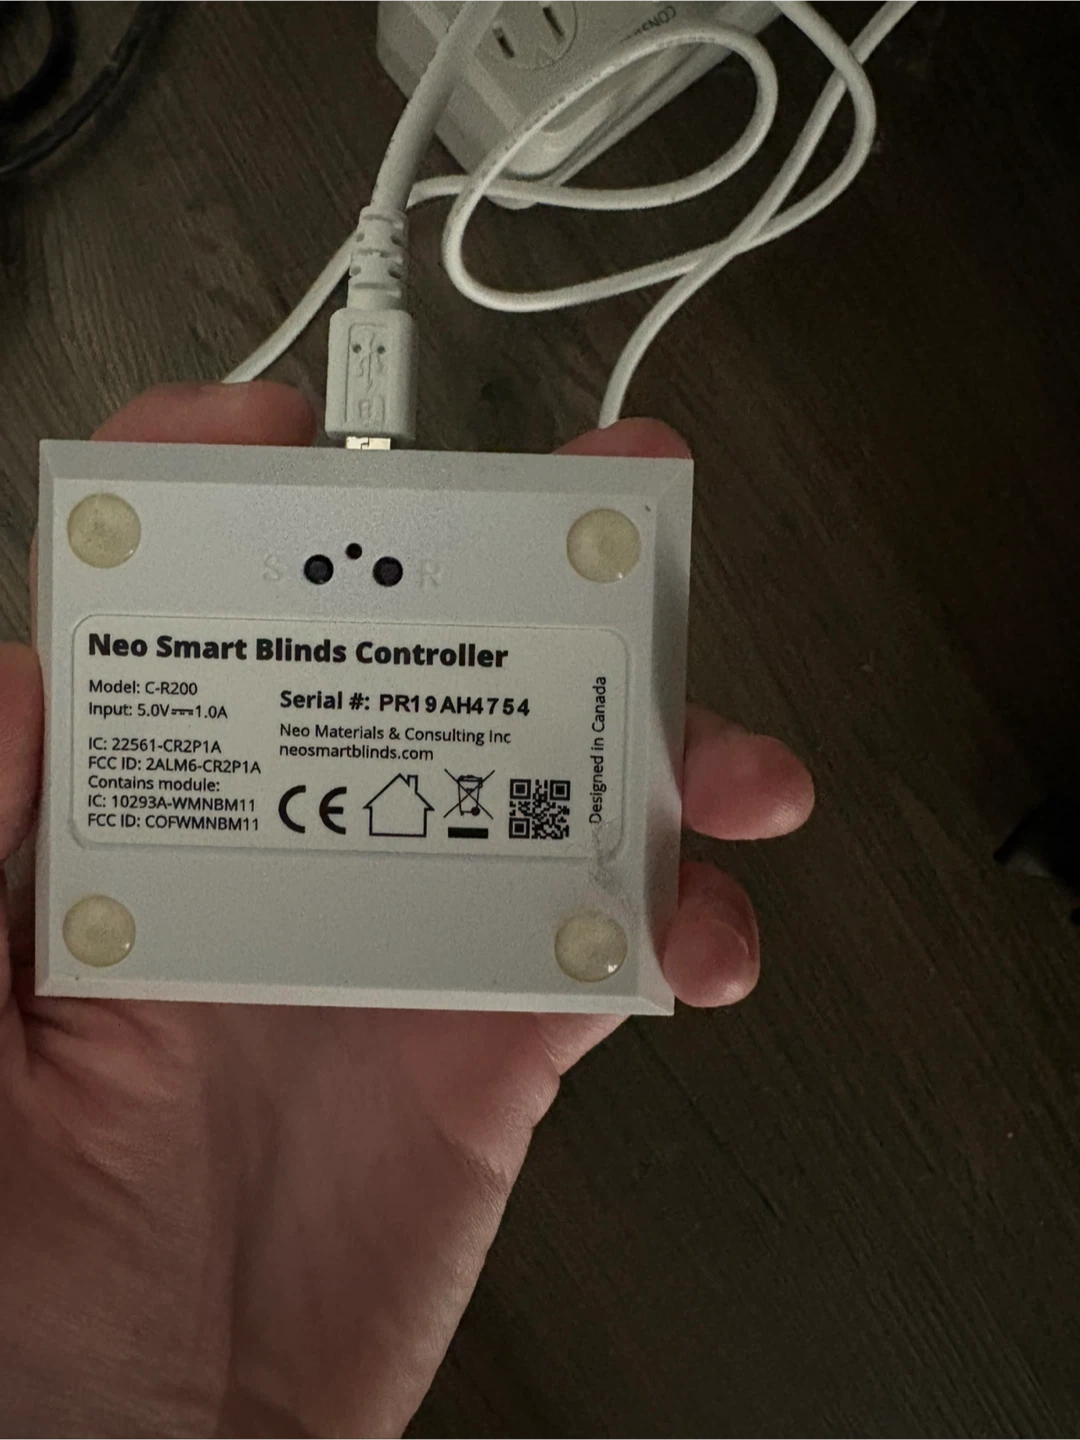 S R
Neo Smart Blinds Controller
Model: C-R200
Input: 5.0V⎓1.0A
IC: 22561-CR2P1A
FCC ID: 2ALM6-CR2P1A
Contains module:
IC: 10293A-WMNBM11
FCC ID: COFWMNBM11
Serial #: PR19AH4754
Neo Materials & Consulting Inc
neosmartblinds.com
CE
Designed in Canada